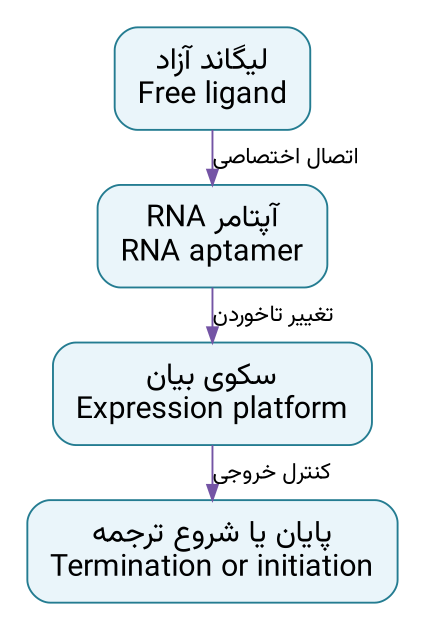 لیگاند آزاد
Free ligand
اتصال اختصاصی
آپتامر RNA
RNA aptamer
تغییر تاخوردن
سکوی بیان
Expression platform
کنترل خروجی
پایان یا شروع ترجمه
Termination or initiation